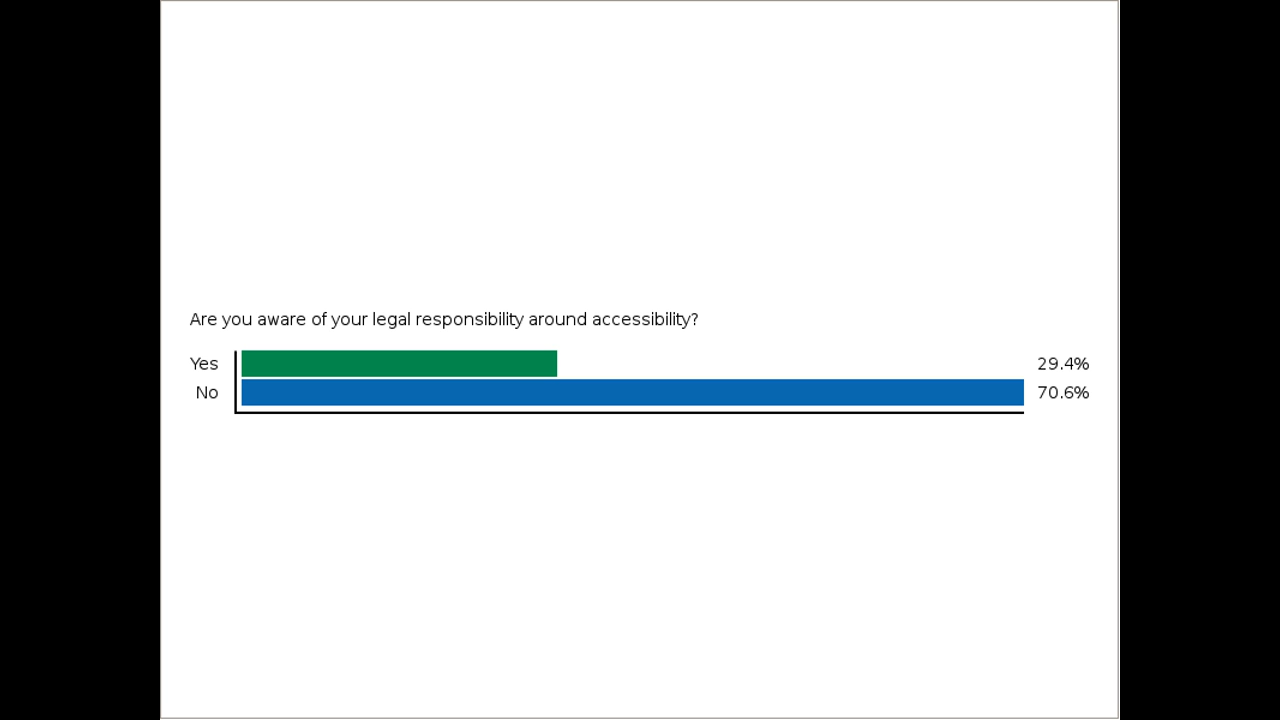 Are you aware of your legal responsibility around accessibility?
Yes 29.4%
No 70.6%